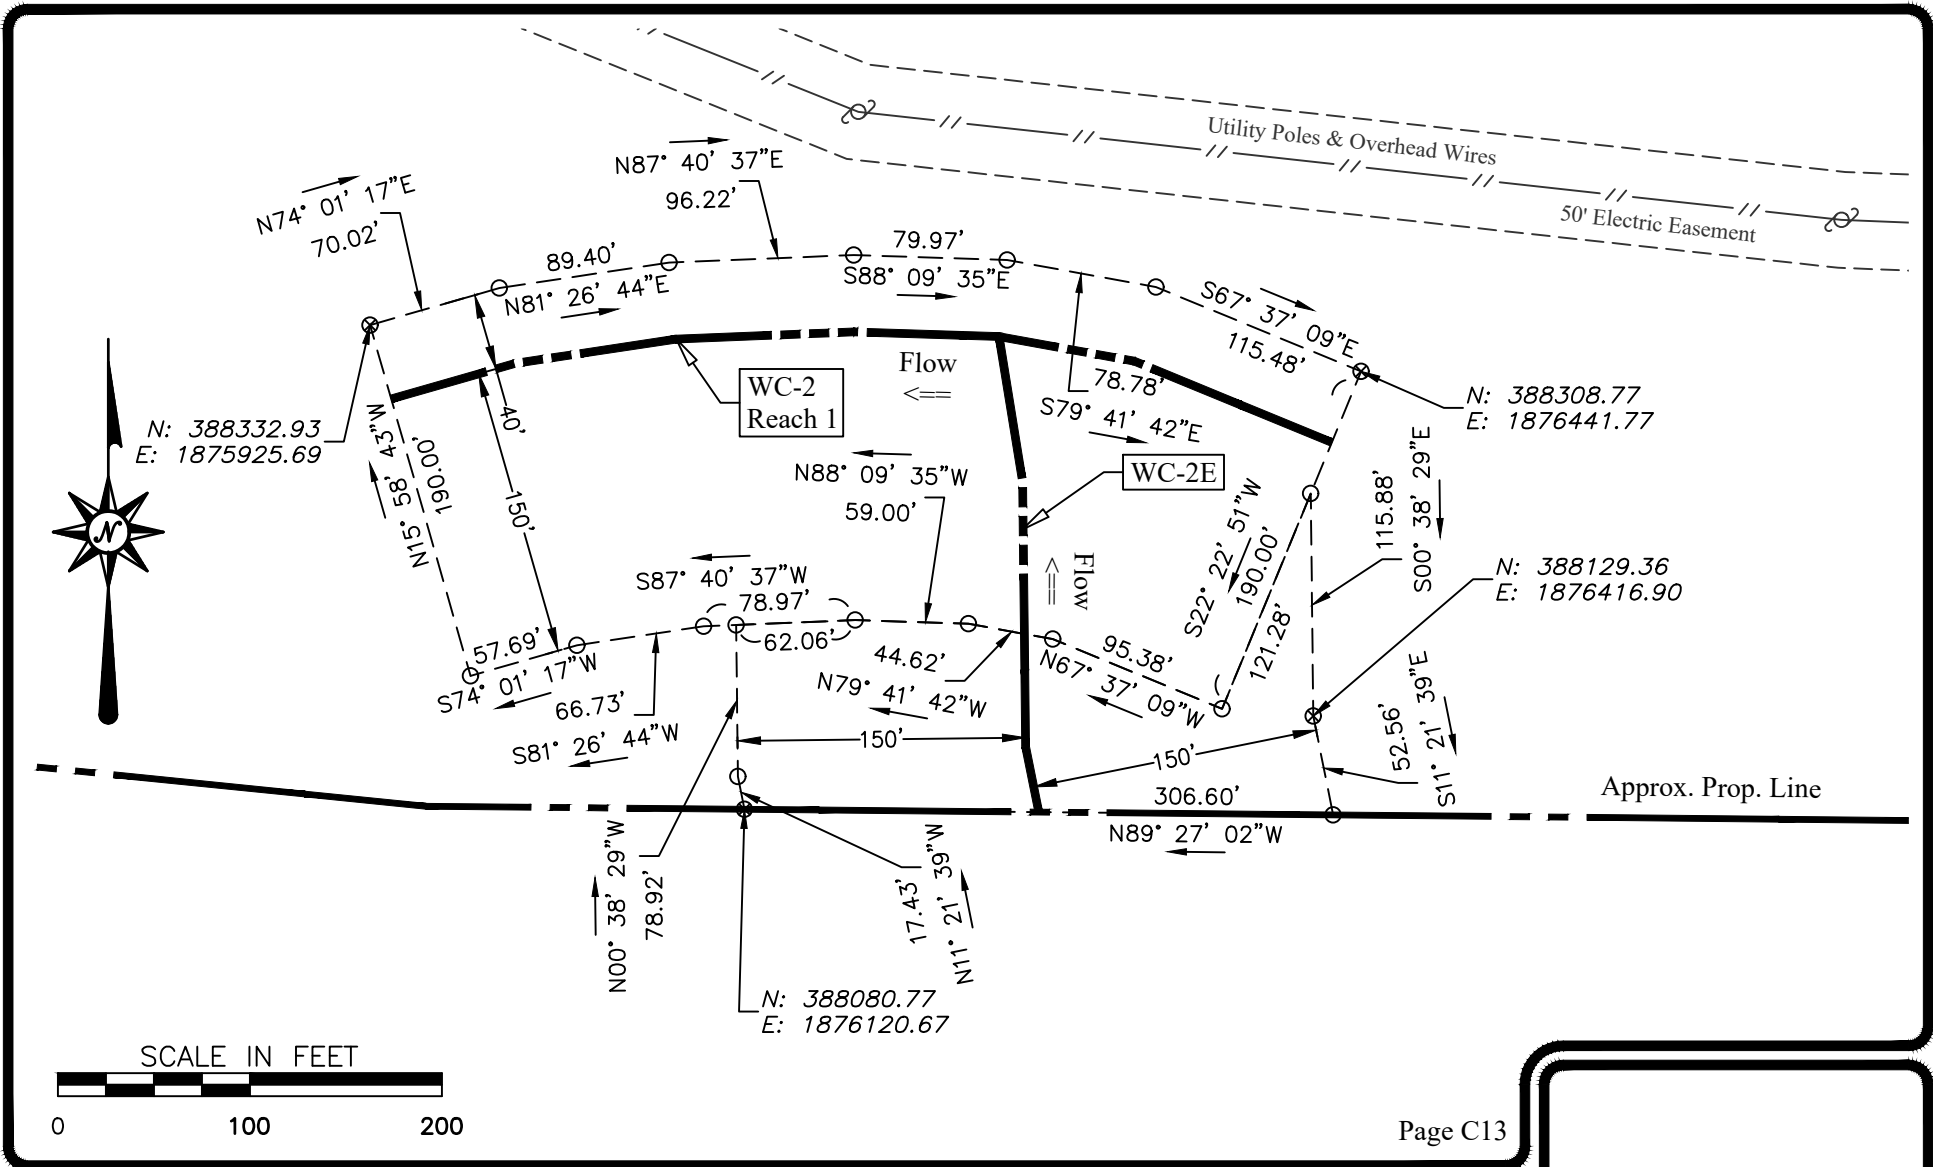 Utility Poles & Overhead Wires
50' Electric Easement
N87° 40' 37"E
96.22'
N74° 01' 17"E
70.02'
89.40'
N81° 26' 44"E
79.97'
S88° 09' 35"E
S67° 37' 09"E
115.48'
Flow
<==
WC-2
Reach 1
78.78'
S79° 41' 42"E
N: 388308.77
E: 1876441.77
N: 388332.93
E: 1875925.69
N15° 58' 43"W
190.00'
40'
150'
N88° 09' 35"W
59.00'
WC-2E
S22° 22' 51"W
190.00'
121.28'
115.88'
S00° 38' 29"E
N: 388129.36
E: 1876416.90
Flow
<==
S87° 40' 37"W
78.97'
62.06'
57.69'
S74° 01' 17"W
66.73'
S81° 26' 44"W
44.62'
N79° 41' 42"W
95.38'
N67° 37' 09"W
150'
150'
52.56'
S11° 21' 39"E
306.60'
N89° 27' 02"W
Approx. Prop. Line
N00° 38' 29"W
78.92'
17.43'
N11° 21' 39"W
N: 388080.77
E: 1876120.67
N
SCALE IN FEET
0 100 200
Page C13